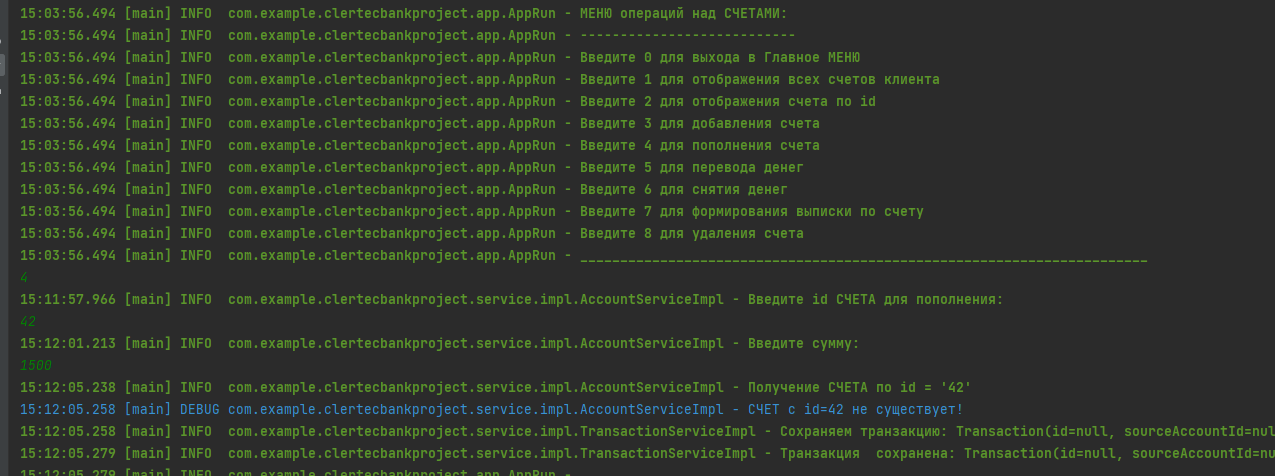 15:03:56.494 [main] INFO  com.example.clertecbankproject.app.AppRun - МЕНЮ операций над СЧЕТАМИ:
15:03:56.494 [main] INFO  com.example.clertecbankproject.app.AppRun - ---------------------------
15:03:56.494 [main] INFO  com.example.clertecbankproject.app.AppRun - Введите 0 для выхода в Главное МЕНЮ
15:03:56.494 [main] INFO  com.example.clertecbankproject.app.AppRun - Введите 1 для отображения всех счетов клиента
15:03:56.494 [main] INFO  com.example.clertecbankproject.app.AppRun - Введите 2 для отображения счета по id
15:03:56.494 [main] INFO  com.example.clertecbankproject.app.AppRun - Введите 3 для добавления счета
15:03:56.494 [main] INFO  com.example.clertecbankproject.app.AppRun - Введите 4 для пополнения счета
15:03:56.494 [main] INFO  com.example.clertecbankproject.app.AppRun - Введите 5 для перевода денег
15:03:56.494 [main] INFO  com.example.clertecbankproject.app.AppRun - Введите 6 для снятия денег
15:03:56.494 [main] INFO  com.example.clertecbankproject.app.AppRun - Введите 7 для формирования выписки по счету
15:03:56.494 [main] INFO  com.example.clertecbankproject.app.AppRun - Введите 8 для удаления счета
15:03:56.494 [main] INFO  com.example.clertecbankproject.app.AppRun - _______________________________________________________________________
4
15:11:57.966 [main] INFO  com.example.clertecbankproject.service.impl.AccountServiceImpl - Введите id СЧЕТА для пополнения:
42
15:12:01.213 [main] INFO  com.example.clertecbankproject.service.impl.AccountServiceImpl - Введите сумму:
1500
15:12:05.238 [main] INFO  com.example.clertecbankproject.service.impl.AccountServiceImpl - Получение СЧЕТА по id = '42'
15:12:05.258 [main] DEBUG com.example.clertecbankproject.service.impl.AccountServiceImpl - СЧЕТ с id=42 не существует!
15:12:05.258 [main] INFO  com.example.clertecbankproject.service.impl.TransactionServiceImpl - Сохраняем транзакцию: Transaction(id=null, sourceAccountId=nul
15:12:05.279 [main] INFO  com.example.clertecbankproject.service.impl.TransactionServiceImpl - Транзакция  сохранена: Transaction(id=null, sourceAccountId=nu
15:12:05.279 [main] INFO  com.example.clertecbankproject.app.AppRun -